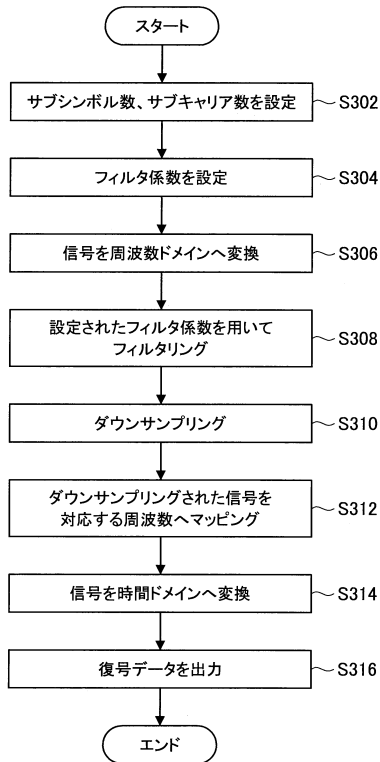 スタート
サブシンボル数、サブキャリア数を設定
S302
フィルタ係数を設定
S304
信号を周波数ドメインへ変換
S306
設定されたフィルタ係数を用いて
フィルタリング
S308
ダウンサンプリング
S310
ダウンサンプリングされた信号を
対応する周波数へマッピング
S312
信号を時間ドメインへ変換
S314
復号データを出力
S316
エンド